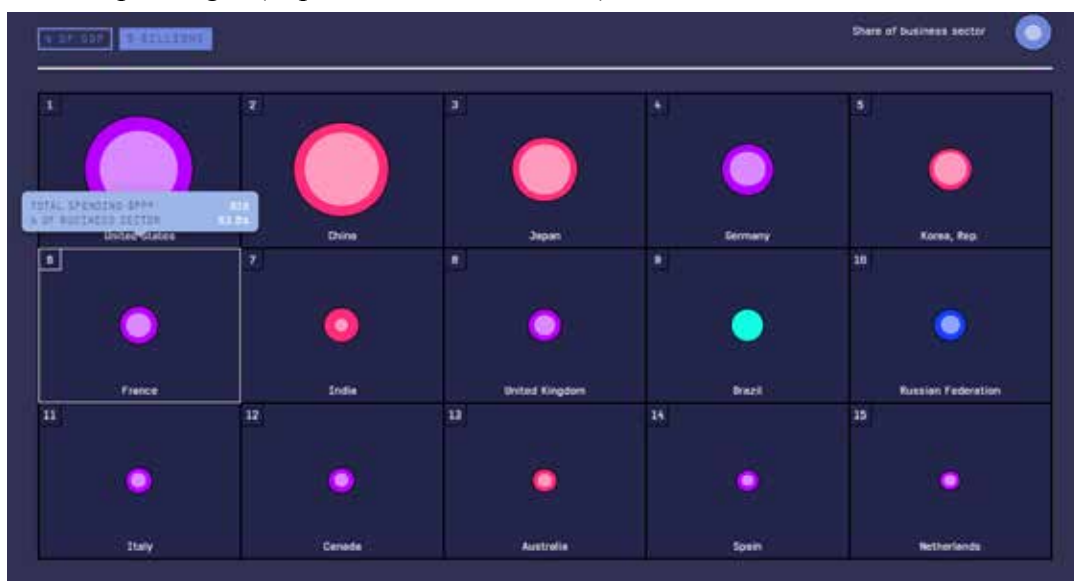 % OF GDP $ BILLIONS
Share of business sector
1 2 3 4 5
TOTAL SPENDING $PPP
% OF BUSINESS SECTOR
United States China Japan Germany Korea, Rep.
6 7 8 9 10
France India United Kingdom Brazil Russian Federation
11 12 13 14 15
Italy Canada Australia Spain Netherlands